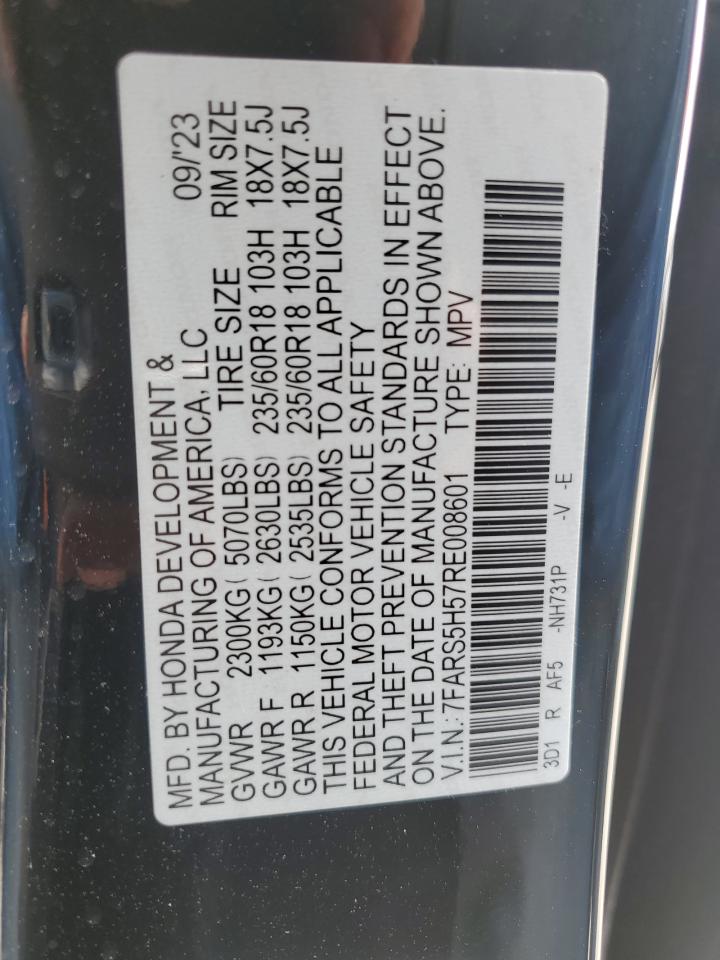 MFD. BY HONDA DEVELOPMENT &
MANUFACTURING OF AMERICA, LLC 09/'23
GVWR 2300KG( 5070LBS) TIRE SIZE RIM SIZE
GAWR F 1193KG( 2630LBS) 235/60R18 103H 18X7.5J
GAWR R 1150KG( 2535LBS) 235/60R18 103H 18X7.5J
THIS VEHICLE CONFORMS TO ALL APPLICABLE
FEDERAL MOTOR VEHICLE SAFETY
AND THEFT PREVENTION STANDARDS IN EFFECT
ON THE DATE OF MANUFACTURE SHOWN ABOVE.
V.I.N.: 7FARS5H57RE008601 TYPE: MPV
3D1 R AF5 -NH731P -V -E